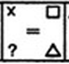 x □
=
? △